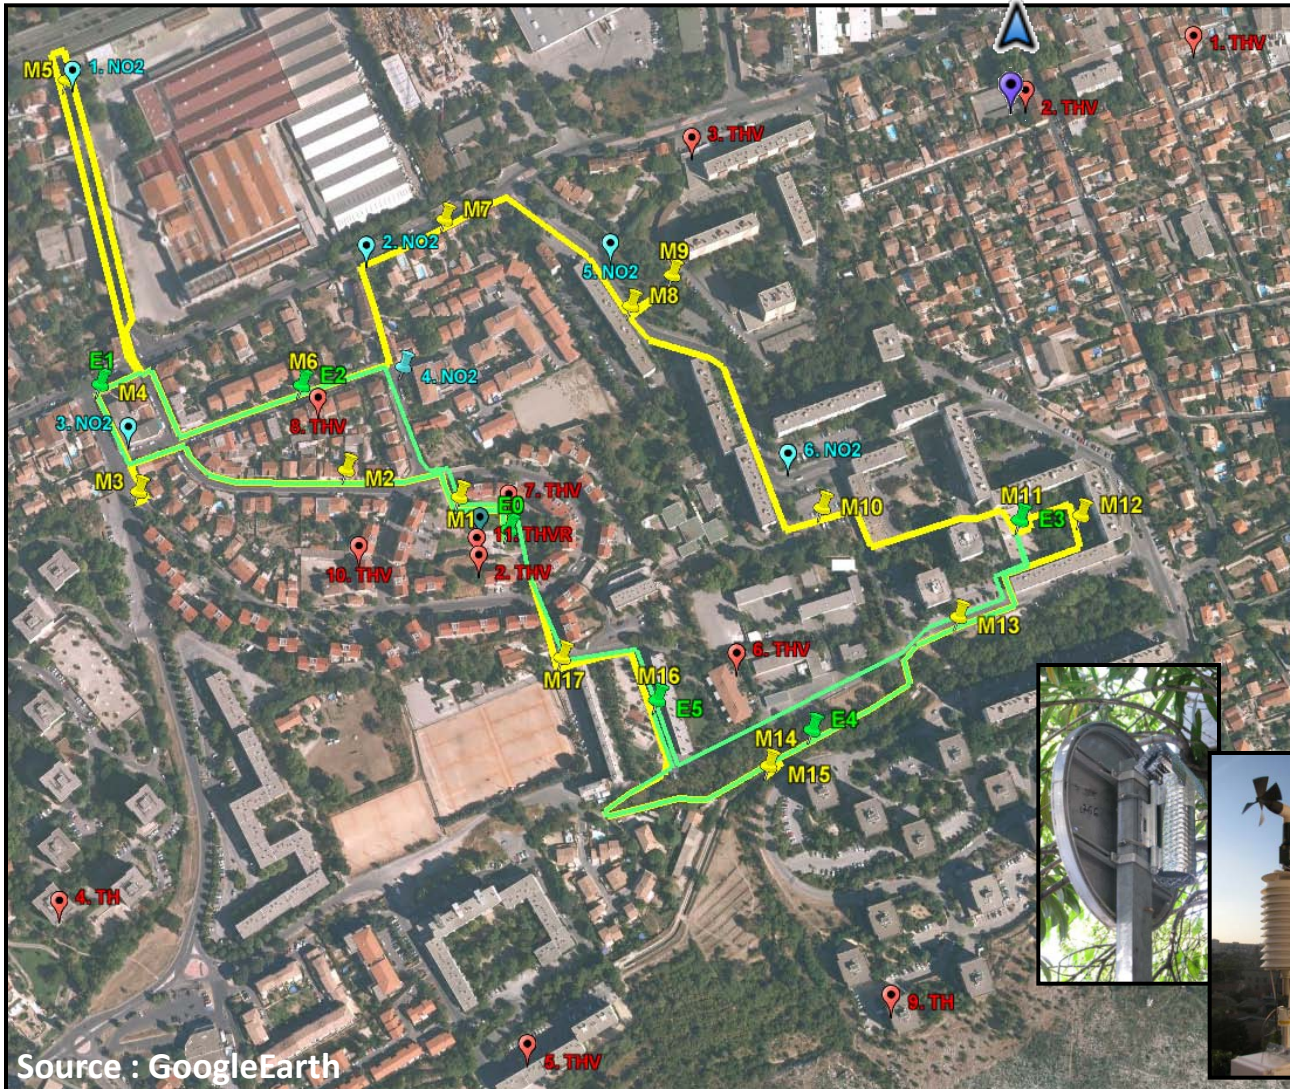 1. THV
M5
1. NO2
2. THV
3. THV
M7
2. NO2
M9
5. NO2
M8
E1
M6
E2
M4
4. NO2
8. THV
3. NO2
6. NO2
M3
M2
7. THV
M1
E0
M10
M11
E3
M12
11. THVR
10. THV
2. THV
M13
6. THV
M17
M16
E5
E4
M14
M15
4. TH
9. TH
5. THV
Source : GoogleEarth